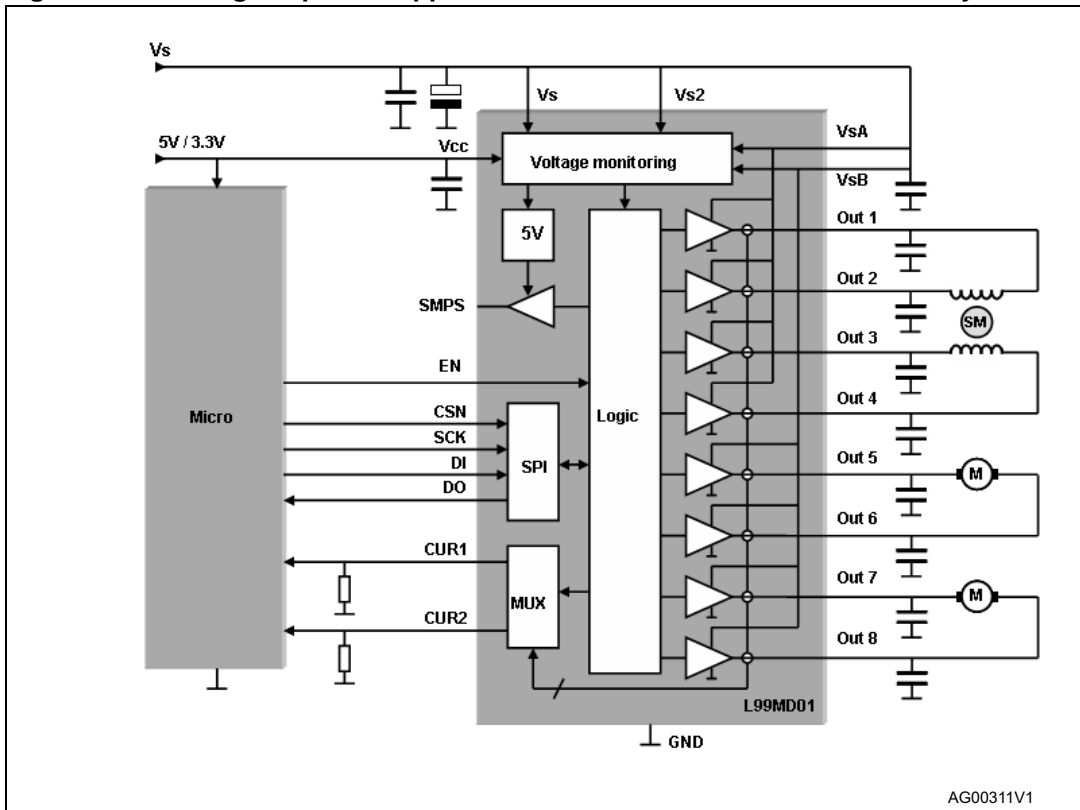 Vs
Vs
Vs2
VsA
5V / 3.3V
Vcc
Voltage monitoring
VsB
Out 1
5V
Out 2
SMPS
SM
Out 3
EN
Out 4
Micro
CSN
Logic
SCK
Out 5
SPI
DI
M
DO
Out 6
CUR1
Out 7
MUX
M
CUR2
Out 8
L99MD01
GND
AG00311V1